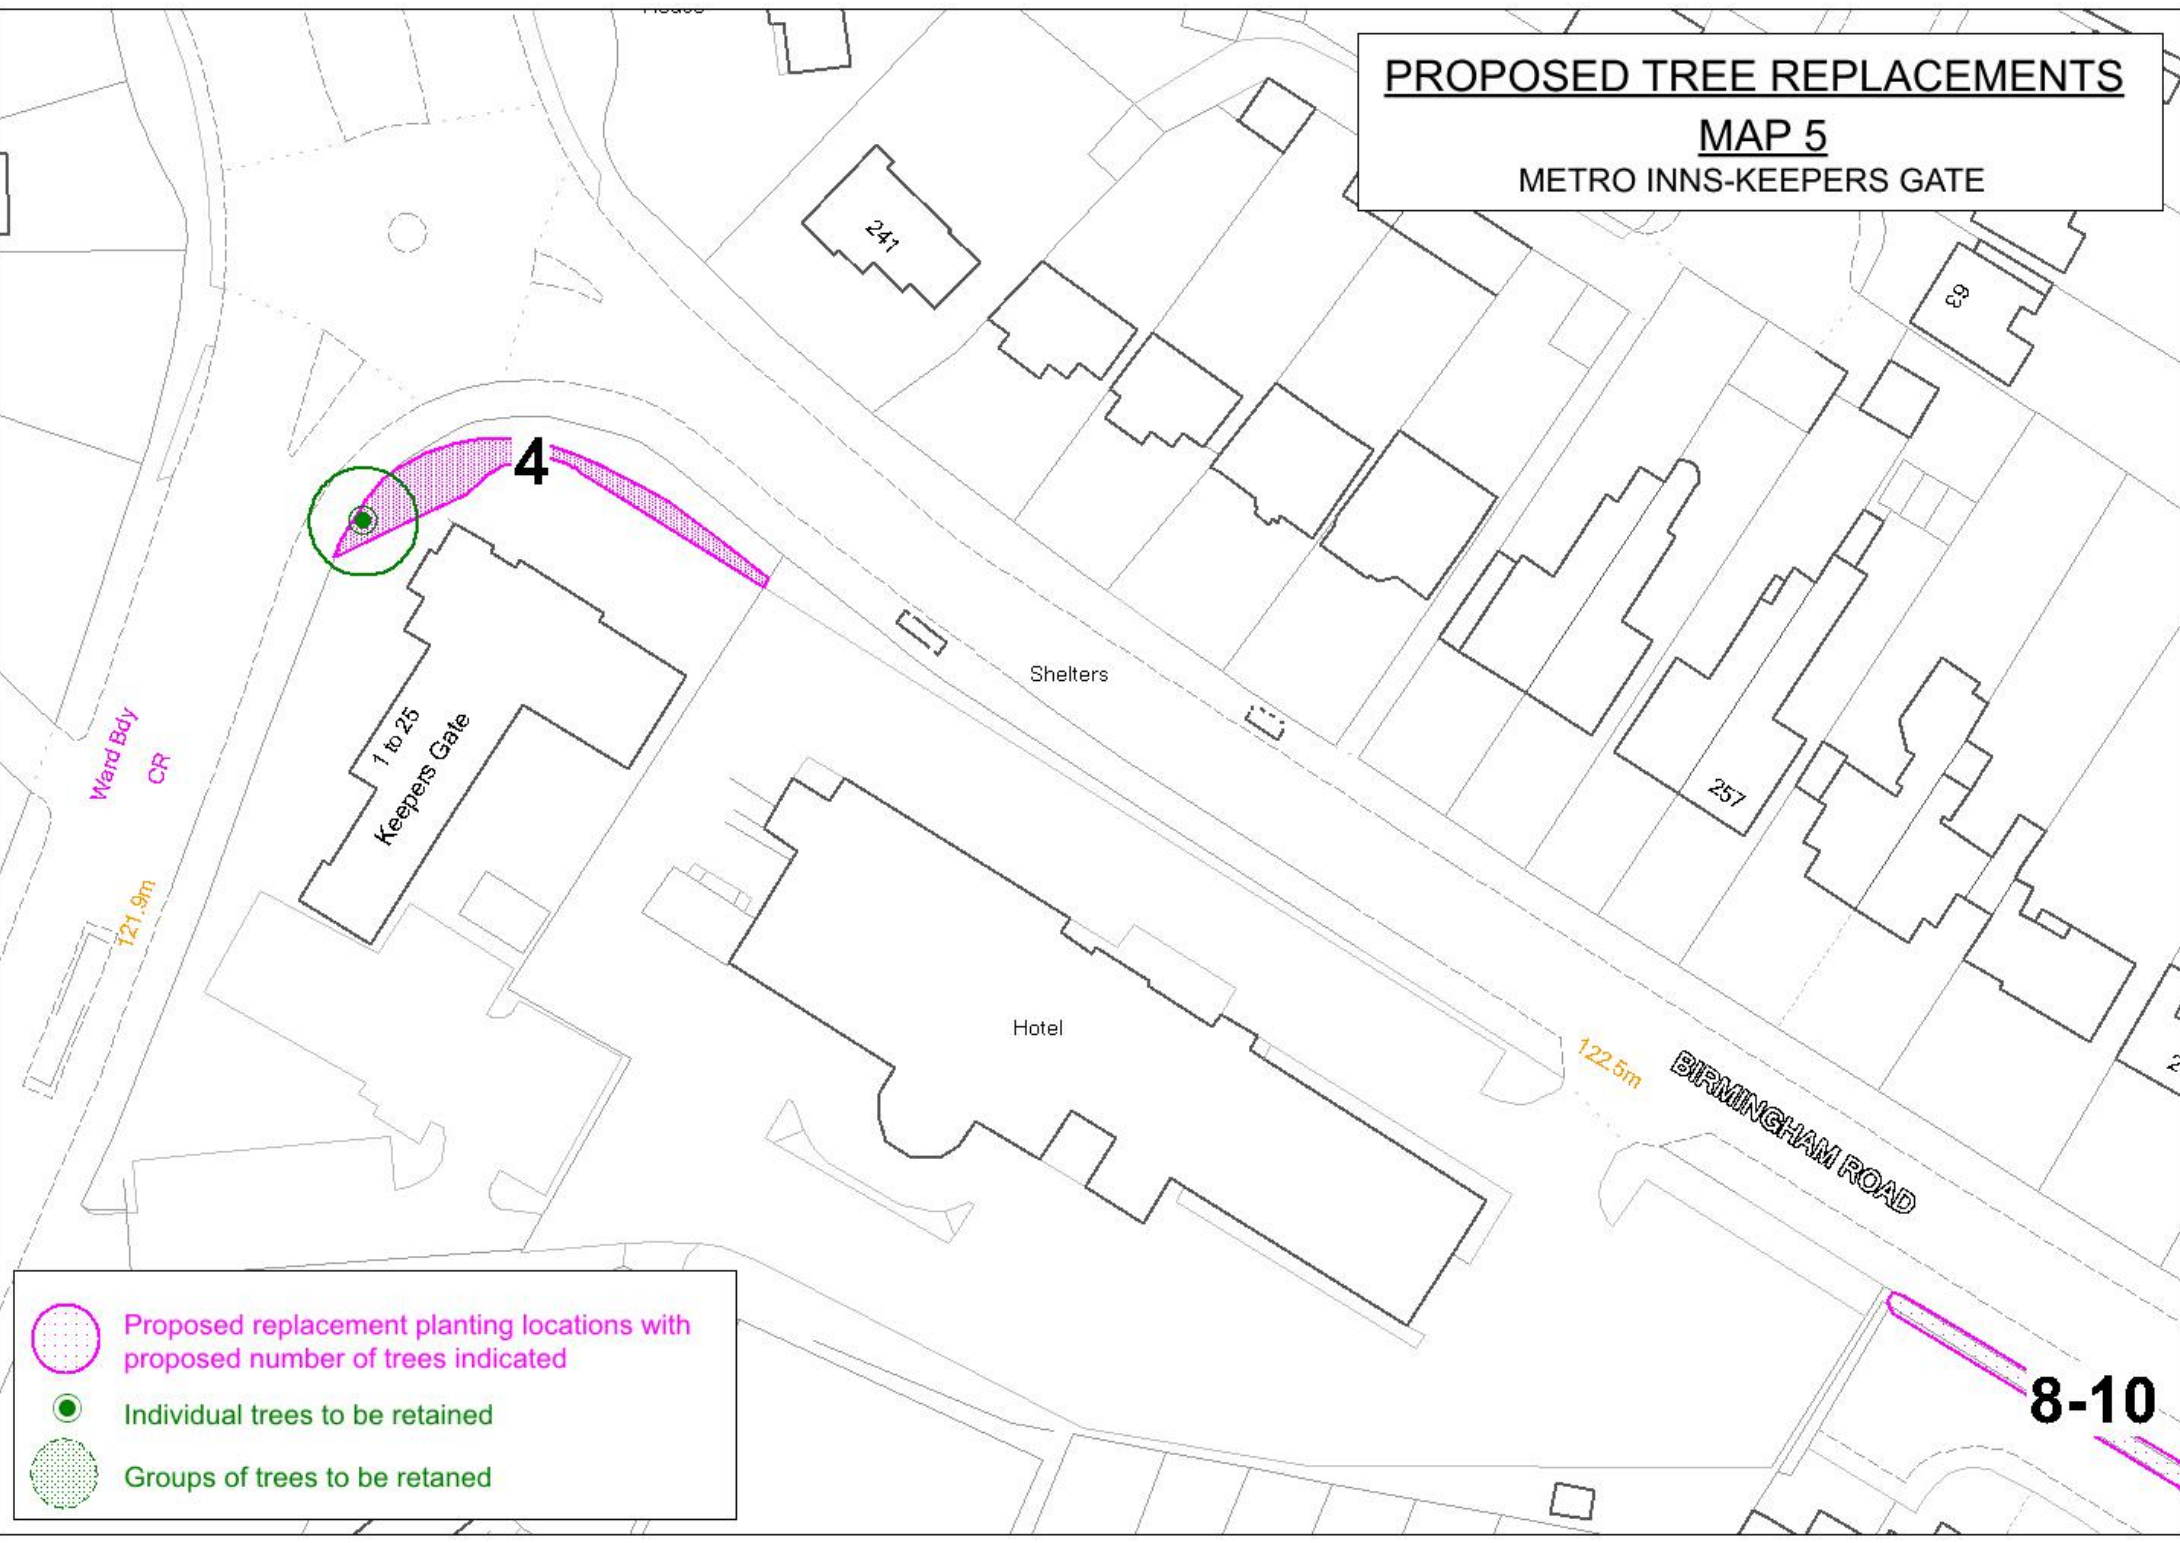 PROPOSED TREE REPLACEMENTS
MAP 5
METRO INNS-KEEPERS GATE
241
63
4
Shelters
Ward Bdy
CR
1 to 25
Keepers Gate
257
121.9m
Hotel
122.5m
BIRMINGHAM ROAD
8-10
Proposed replacement planting locations with
proposed number of trees indicated
Individual trees to be retained
Groups of trees to be retaned